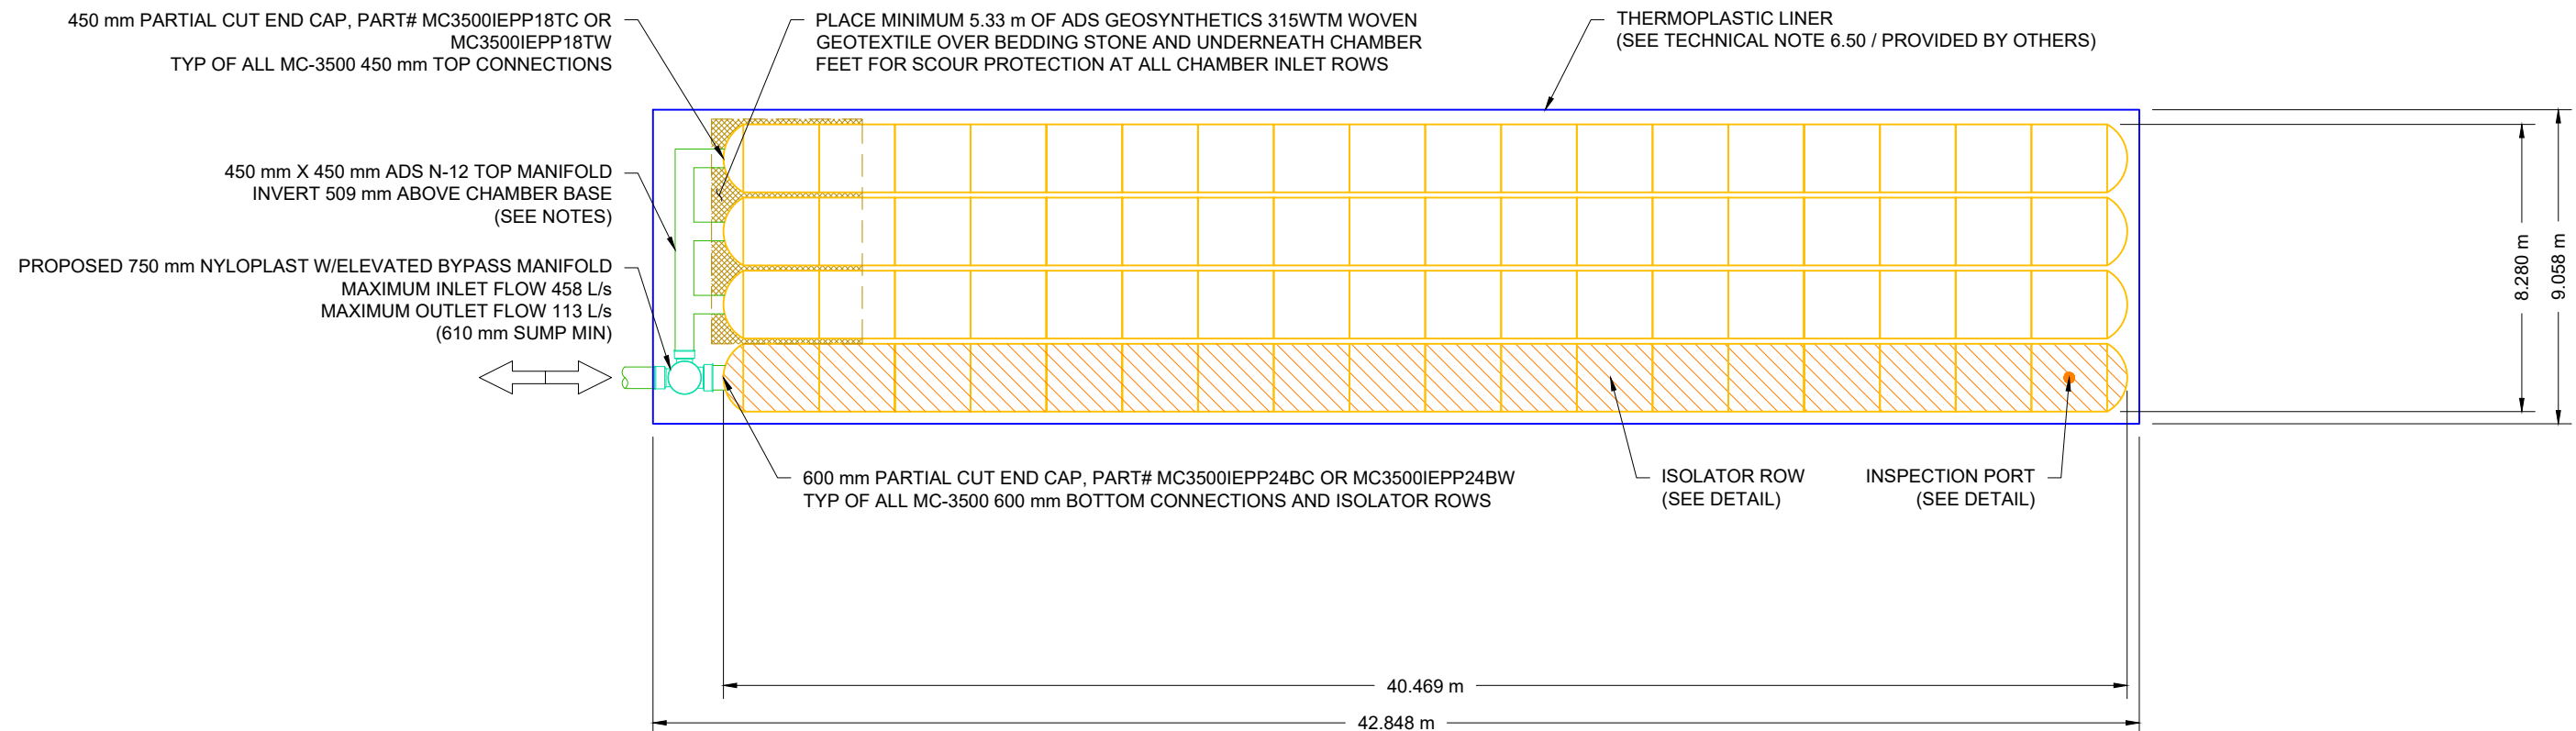 450 mm PARTIAL CUT END CAP, PART# MC3500IEPP18TC OR
MC3500IEPP18TW
TYP OF ALL MC-3500 450 mm TOP CONNECTIONS
PLACE MINIMUM 5.33 m OF ADS GEOSYNTHETICS 315WTM WOVEN
GEOTEXTILE OVER BEDDING STONE AND UNDERNEATH CHAMBER
FEET FOR SCOUR PROTECTION AT ALL CHAMBER INLET ROWS
THERMOPLASTIC LINER
(SEE TECHNICAL NOTE 6.50 / PROVIDED BY OTHERS)
450 mm X 450 mm ADS N-12 TOP MANIFOLD
INVERT 509 mm ABOVE CHAMBER BASE
(SEE NOTES)
PROPOSED 750 mm NYLOPLAST W/ELEVATED BYPASS MANIFOLD
MAXIMUM INLET FLOW 458 L/s
MAXIMUM OUTLET FLOW 113 L/s
(610 mm SUMP MIN)
8.280 m
9.058 m
600 mm PARTIAL CUT END CAP, PART# MC3500IEPP24BC OR MC3500IEPP24BW
TYP OF ALL MC-3500 600 mm BOTTOM CONNECTIONS AND ISOLATOR ROWS
ISOLATOR ROW
(SEE DETAIL)
INSPECTION PORT
(SEE DETAIL)
40.469 m
42.848 m